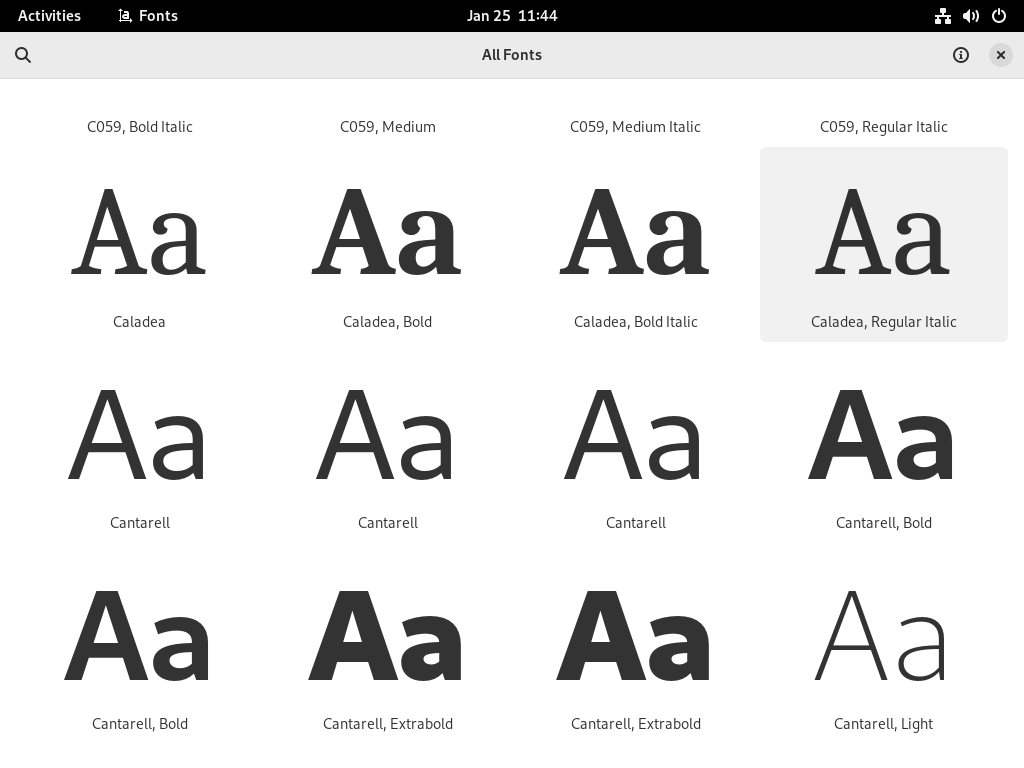 Activities Fonts Jan 25 11:44
All Fonts
C059, Bold Italic C059, Medium C059, Medium Italic C059, Regular Italic
Aa Aa Aa Aa
Caladea Caladea, Bold Caladea, Bold Italic Caladea, Regular Italic
Aa Aa Aa Aa
Cantarell Cantarell Cantarell Cantarell, Bold
Aa Aa Aa Aa
Cantarell, Bold Cantarell, Extrabold Cantarell, Extrabold Cantarell, Light